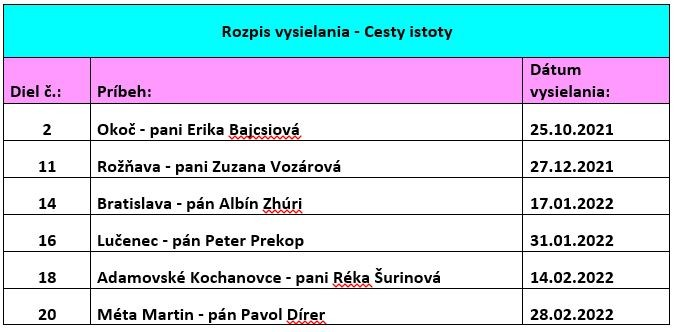 Rozpis vysielania - Cesty istoty
Diel č.: Príbeh: Dátum vysielania:
2 Okoč - pani Erika Bajcsiová 25.10.2021
11 Rožňava - pani Zuzana Vozárová 27.12.2021
14 Bratislava - pán Albín Zhúri 17.01.2022
16 Lučenec - pán Peter Prekop 31.01.2022
18 Adamovské Kochanovce - pani Réka Šurinová 14.02.2022
20 Méta Martin - pán Pavol Dírer 28.02.2022